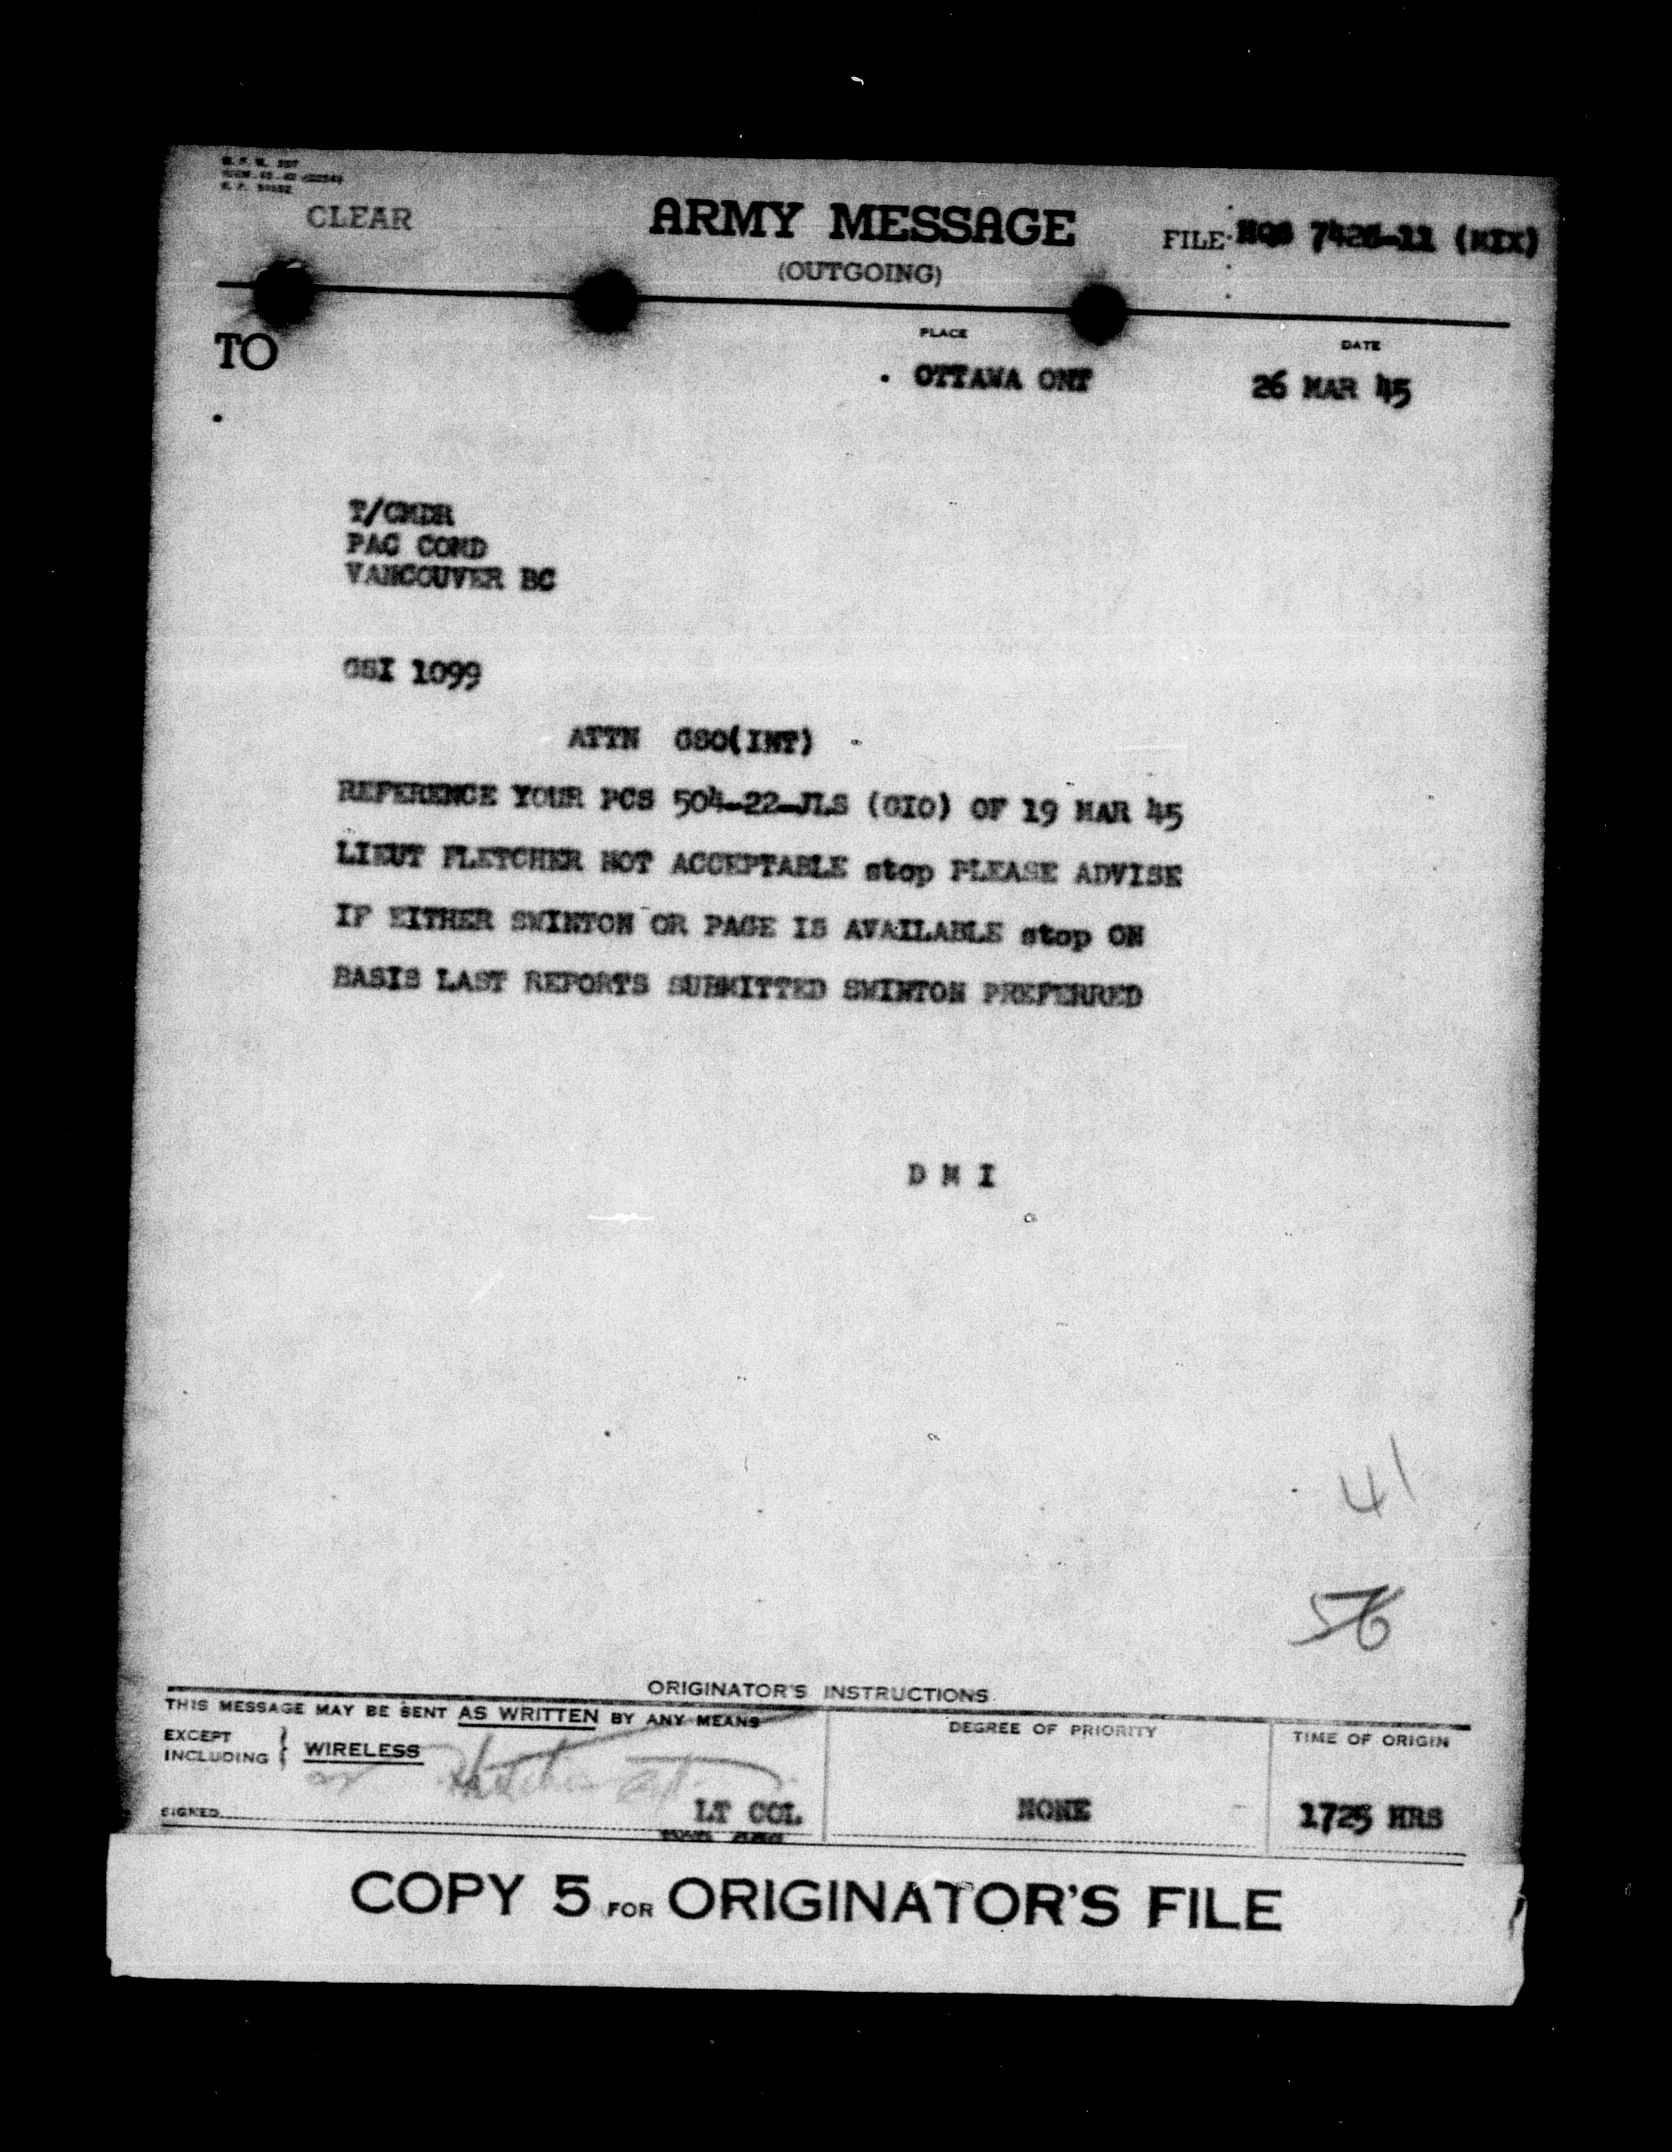 CLEAR
ARMY MESSAGE
(OUTGOING)
FILE
TO
PLACE
DATE
OTTAWA ONT
26 MAR 45
T/CMDR
PAC COMD
VANCOUVER BC
GSI 1099
ATTN GSO(INT)
REFERENCE YOUR PCS 504-22-JLS (GIO) OF 19 MAR 45
LIEUT FLETCHER NOT ACCEPTABLE stop PLEASE ADVISE
IF EITHER SWINTON OR PAGE IS AVAILABLE stop ON
BASIS LAST REPORTS SUBMITTED SWINTON PREFERRED
D M I
41
56
ORIGINATOR'S INSTRUCTIONS
THIS MESSAGE MAY BE SENT AS WRITTEN BY ANY MEANS
EXCEPT
INCLUDING } WIRELESS
DEGREE OF PRIORITY
TIME OF ORIGIN
SIGNED
LT COL
NONE
1725 HRS
COPY 5 FOR ORIGINATOR'S FILE